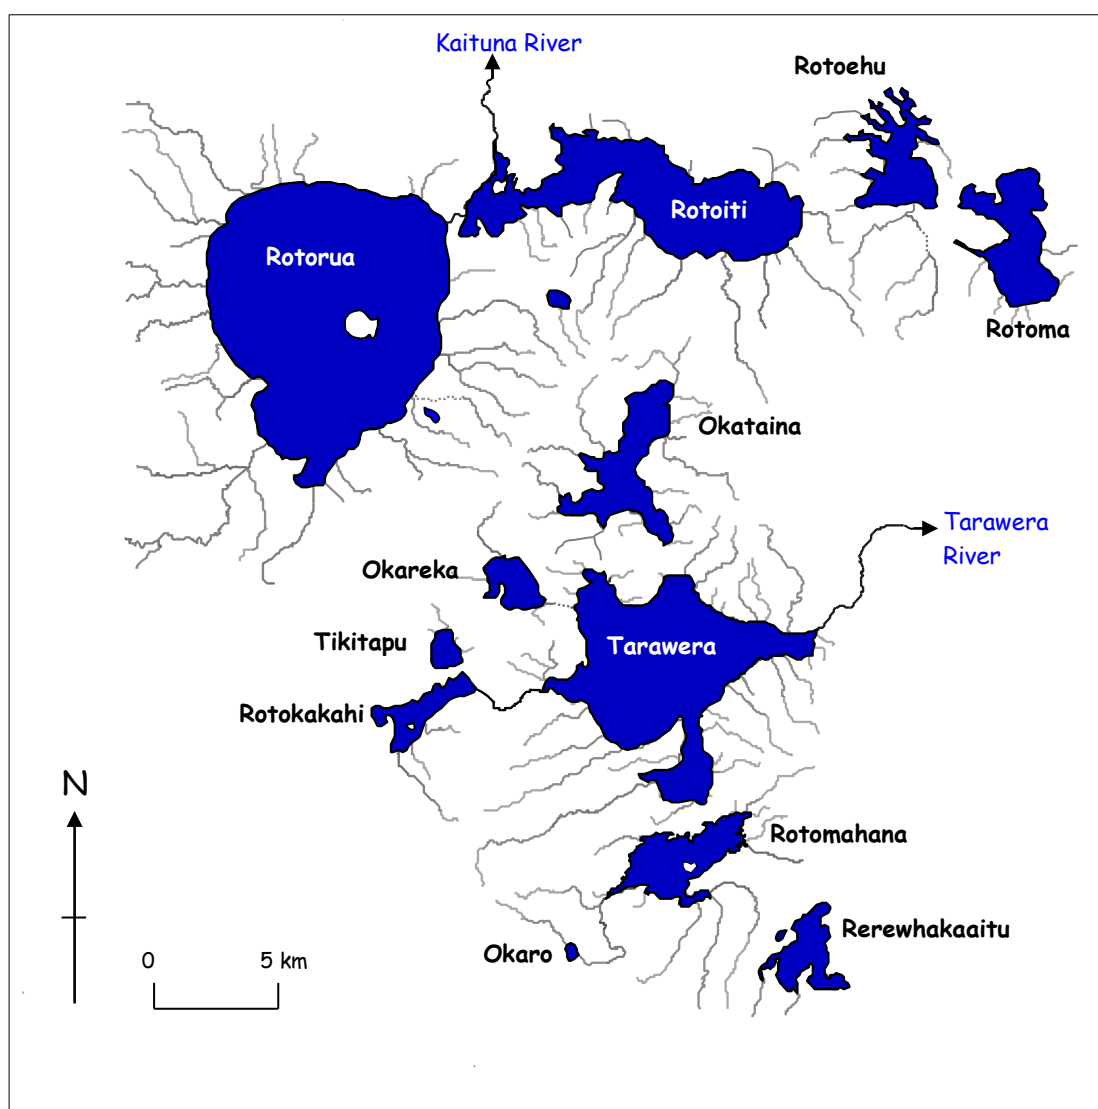 Kaituna River
Rotoehu
Rotoiti
Rotorua
Rotoma
Okataina
Tarawera
River
Okareka
Tikitapu
Tarawera
Rotokakahi
N
Rotomahana
Rerewhakaaitu
Okaro
0 5 km